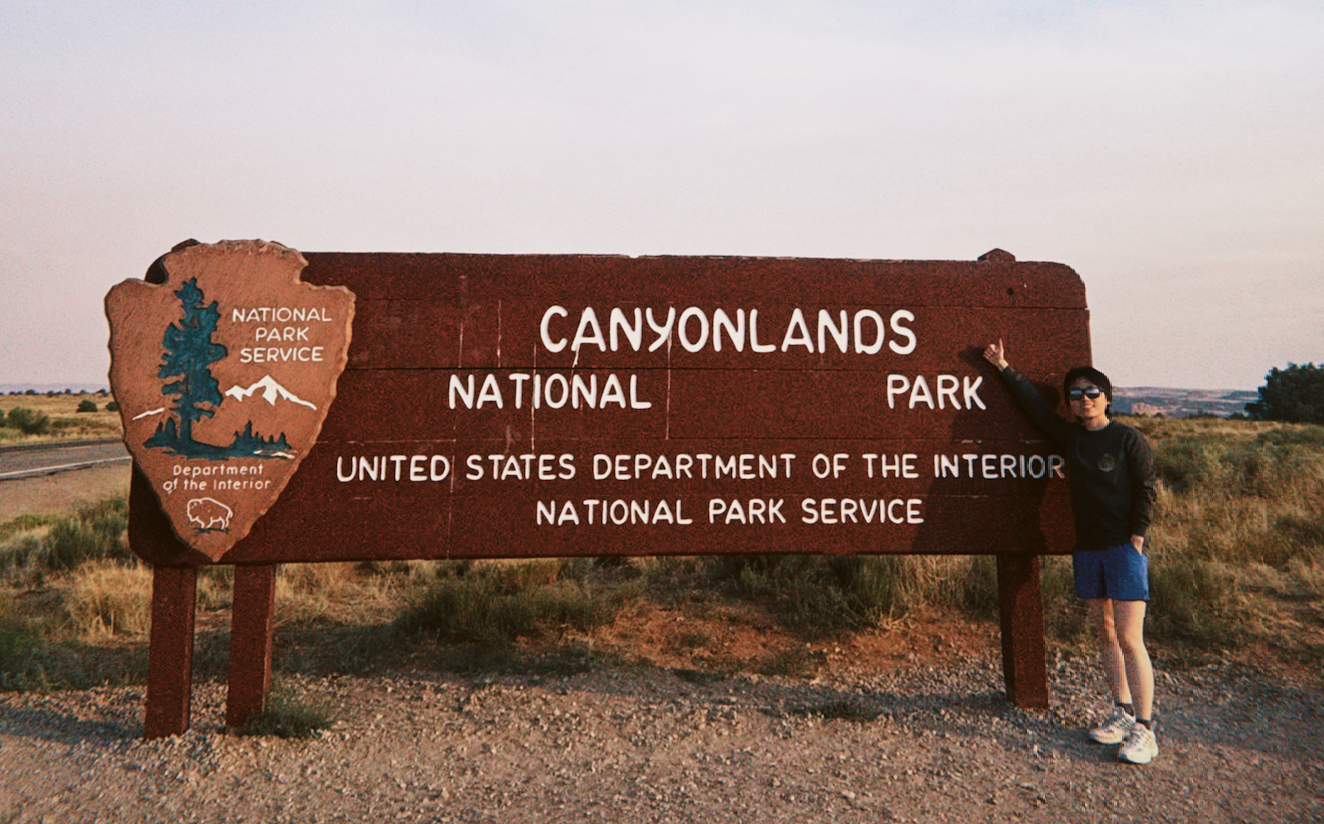 NATIONAL
PARK
SERVICE
Department
of the Interior
CANYONLANDS
NATIONAL PARK
UNITED STATES DEPARTMENT OF THE INTERIOR
NATIONAL PARK SERVICE